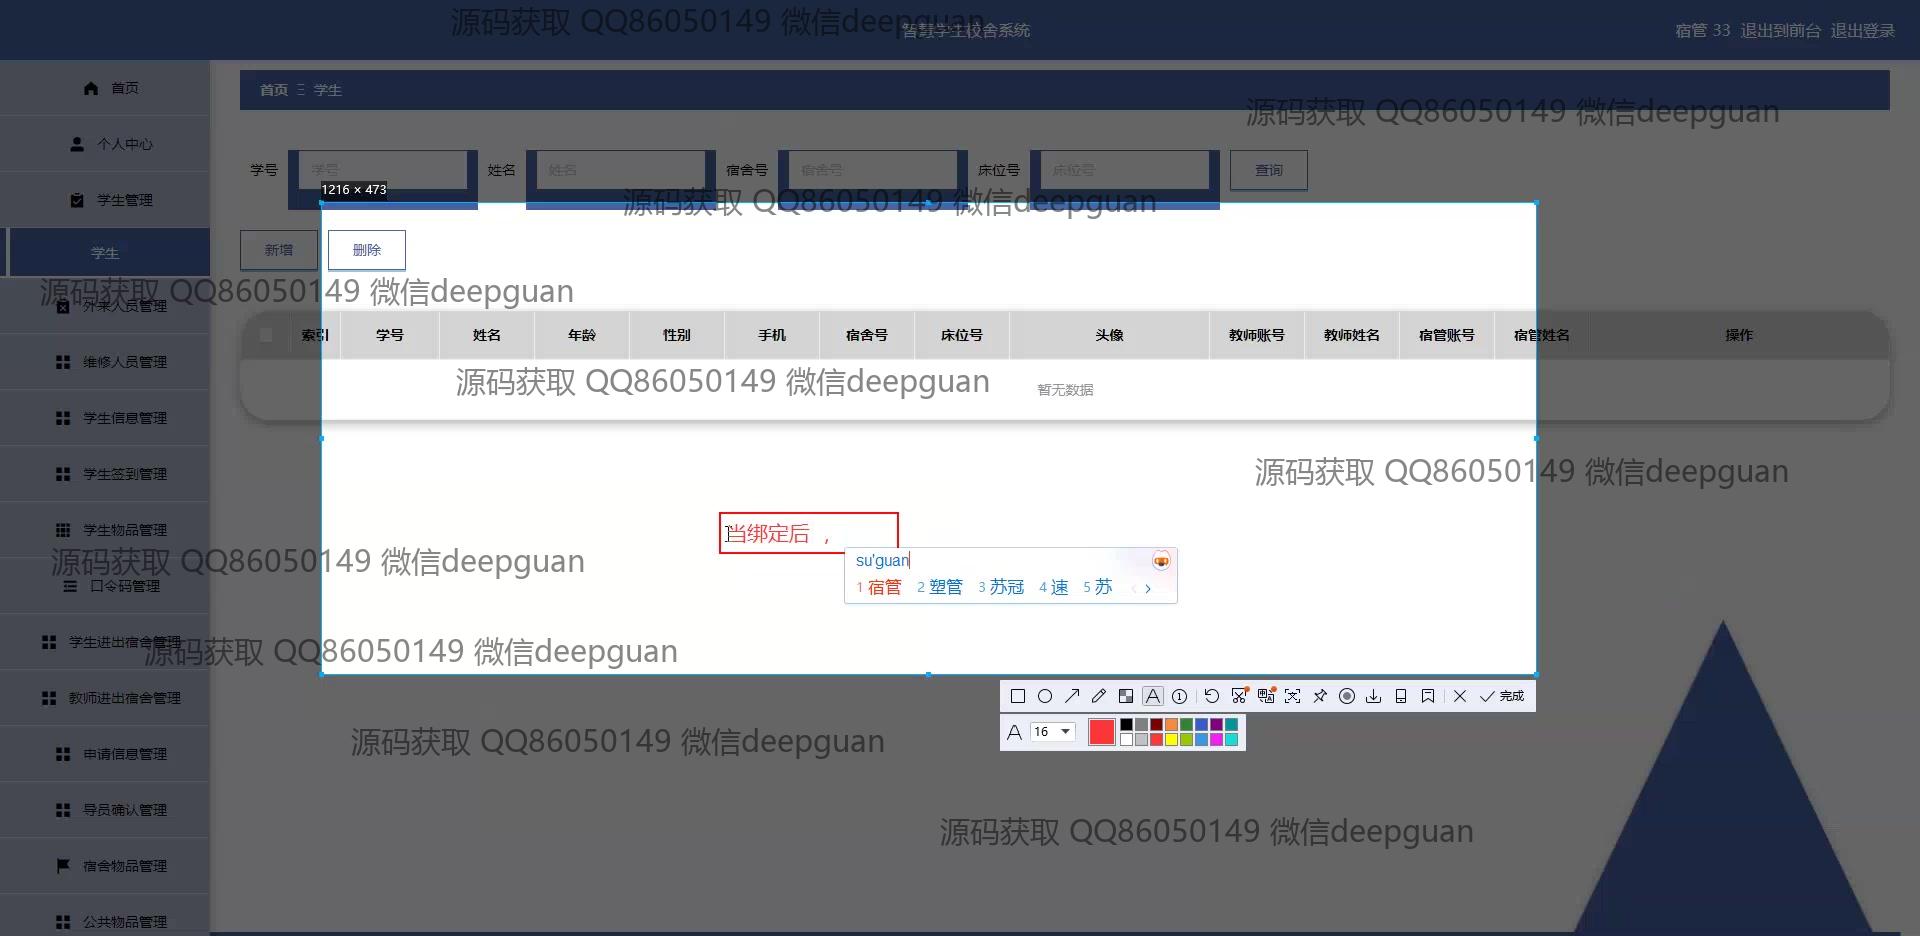 源码获取 QQ86050149 微信deepguan
智慧学生校舍系统
宿管 33 退出到前台 退出登录
首页
个人中心
学生管理
学生
外来人员管理
维修人员管理
学生信息管理
学生签到管理
学生物品管理
口令码管理
学生进出宿舍管理
教师进出宿舍管理
申请信息管理
导员确认管理
宿舍物品管理
公共物品管理
首页 学生
源码获取 QQ86050149 微信deepguan
学号 学号 姓名 姓名 宿舍号 宿舍号 床位号 床位号 查询
1216 × 473
源码获取 QQ86050149 微信deepguan
新增 删除
源码获取 QQ86050149 微信deepguan
索引 学号 姓名 年龄 性别 手机 宿舍号 床位号 头像 教师账号 教师姓名 宿管账号 宿管姓名 操作
源码获取 QQ86050149 微信deepguan
暂无数据
源码获取 QQ86050149 微信deepguan
当绑定后 ，
su'guan
1 宿管 2 塑管 3 苏冠 4 速 5 苏
源码获取 QQ86050149 微信deepguan
源码获取 QQ86050149 微信deepguan
完成
A 16
源码获取 QQ86050149 微信deepguan
源码获取 QQ86050149 微信deepguan